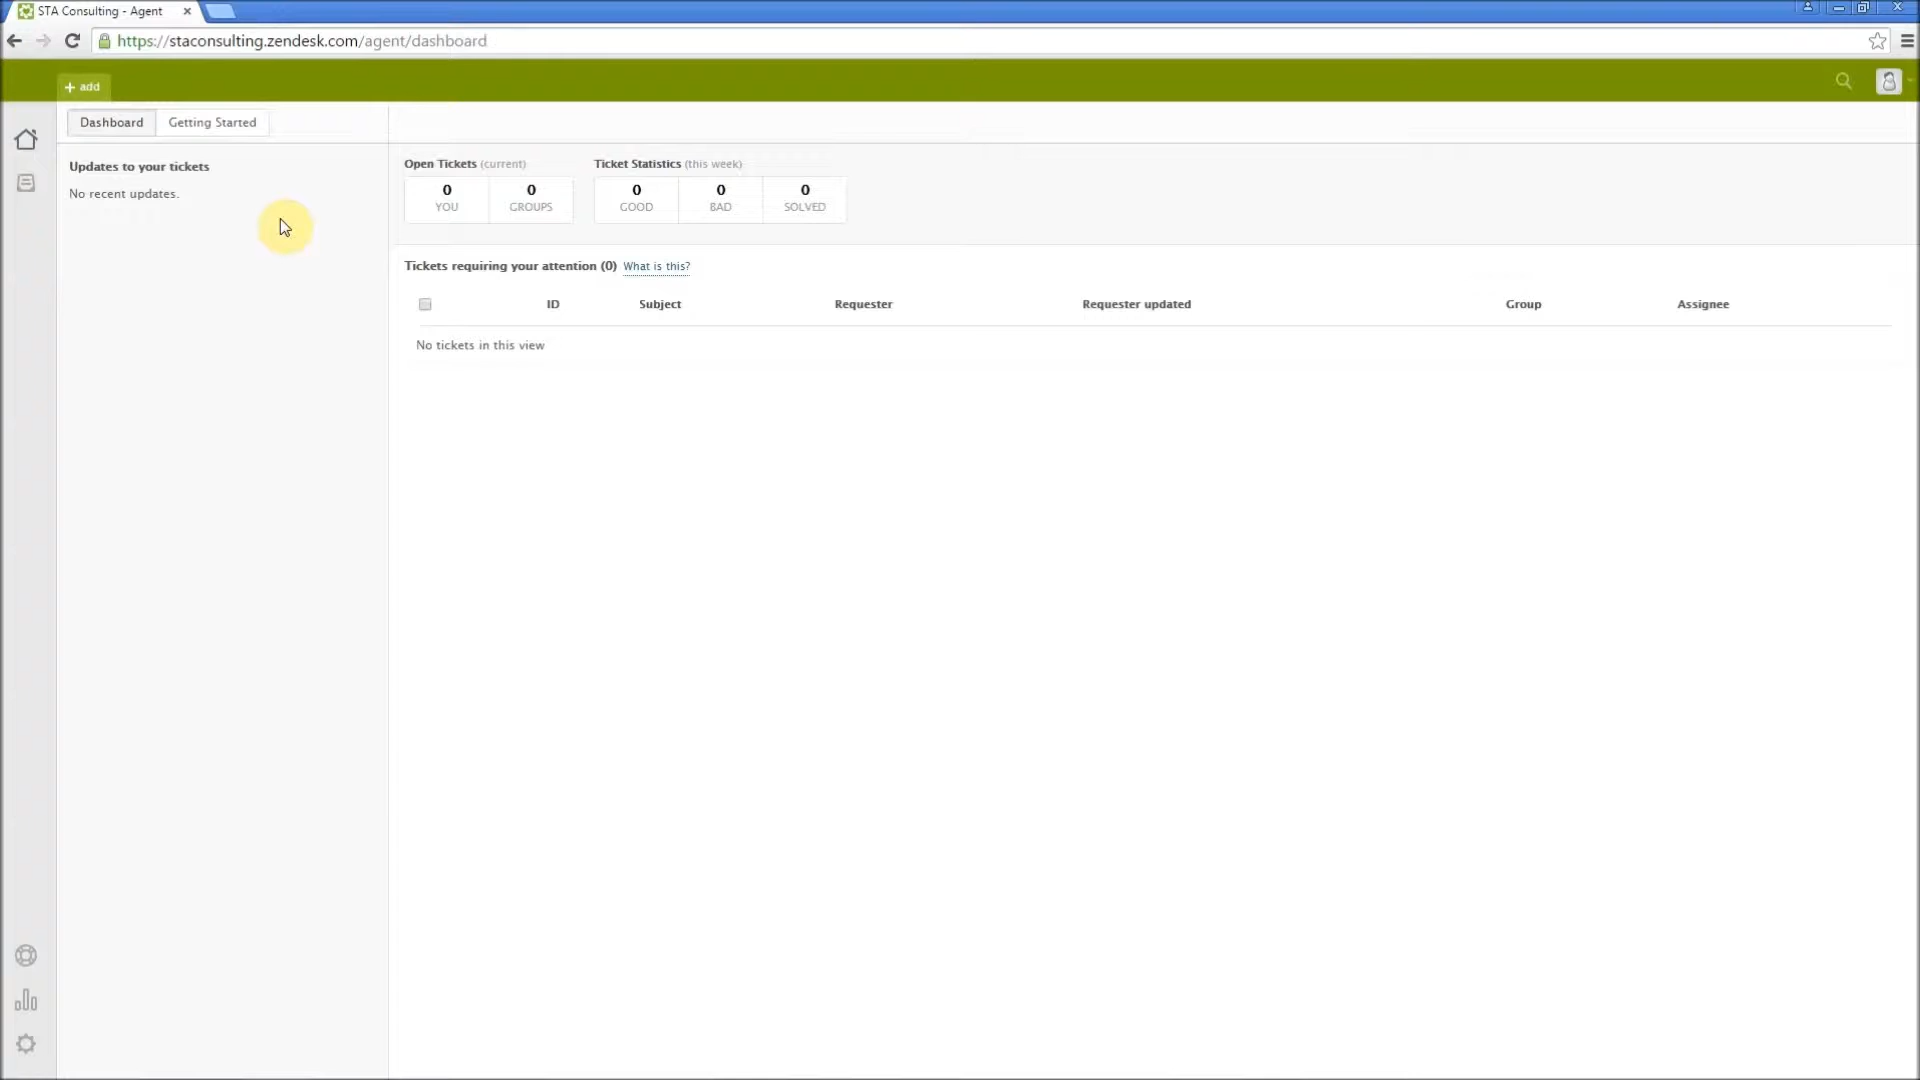 STA Consulting - Agent
https://staconsulting.zendesk.com/agent/dashboard
+ add
Dashboard Getting Started
Updates to your tickets
No recent updates.
Open Tickets (current) Ticket Statistics (this week)
0 0 0 0 0
YOU GROUPS GOOD BAD SOLVED
Tickets requiring your attention (0) What is this?
ID Subject Requester Requester updated Group Assignee
No tickets in this view